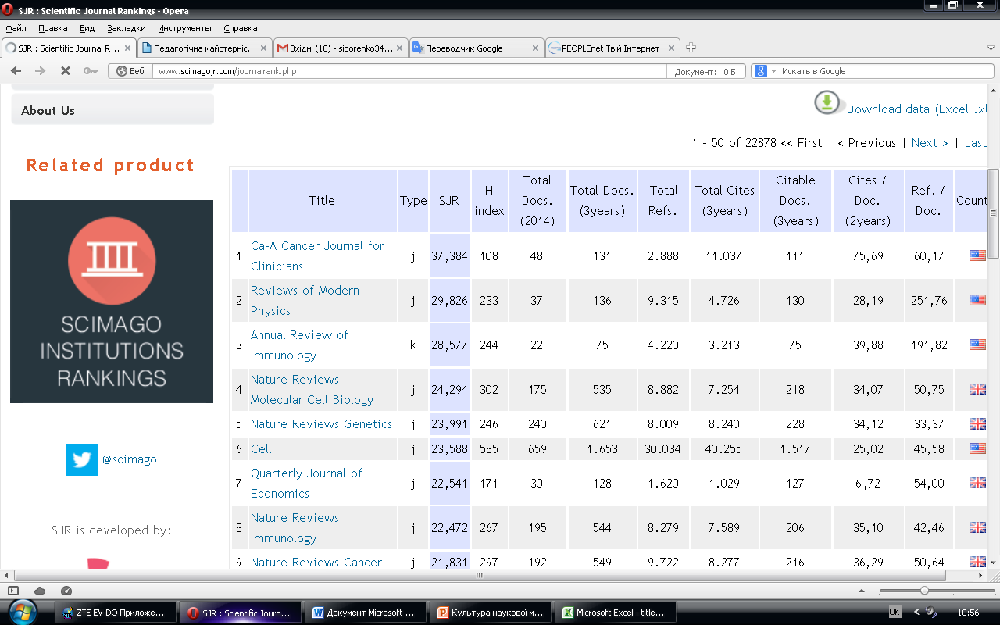 SJR : Scientific Journal Rankings - Opera
Файл Правка Вид Закладки Инструменты Справка
SJR : Scientific Journal R... Педагогічна майстерніс... Вхідні (10) - sidorenko34... Переводчик Google PEOPLEnet Твій Інтернет
Веб www.scimagojr.com/journalrank.php Документ: 0 Б Искать в Google
About Us
Download data (Excel .xl
1 - 50 of 22878 << First | < Previous | Next > | Last
Related product
SCIMAGO
INSTITUTIONS
RANKINGS
@scimago
SJR is developed by:
Title Type SJR H index Total Docs. (2014) Total Docs. (3years) Total Refs. Total Cites (3years) Citable Docs. (3years) Cites / Doc. (2years) Ref. / Doc. Count
1 Ca-A Cancer Journal for Clinicians j 37,384 108 48 131 2.888 11.037 111 75,69 60,17
2 Reviews of Modern Physics j 29,826 233 37 136 9.315 4.726 130 28,19 251,76
3 Annual Review of Immunology k 28,577 244 22 75 4.220 3.213 75 39,88 191,82
4 Nature Reviews Molecular Cell Biology j 24,294 302 175 535 8.882 7.254 218 34,07 50,75
5 Nature Reviews Genetics j 23,991 246 240 621 8.009 8.240 228 34,12 33,37
6 Cell j 23,588 585 659 1.653 30.034 40.255 1.517 25,02 45,58
7 Quarterly Journal of Economics j 22,541 171 30 128 1.620 1.029 127 6,72 54,00
8 Nature Reviews Immunology j 22,472 267 195 544 8.279 7.589 206 35,10 42,46
9 Nature Reviews Cancer j 21,831 297 192 549 9.722 8.277 216 36,29 50,64
ZTE EV-DO Приложе... SJR : Scientific Journ... Документ Microsoft ... Культура наукової м... Microsoft Excel - title... UK 10:56